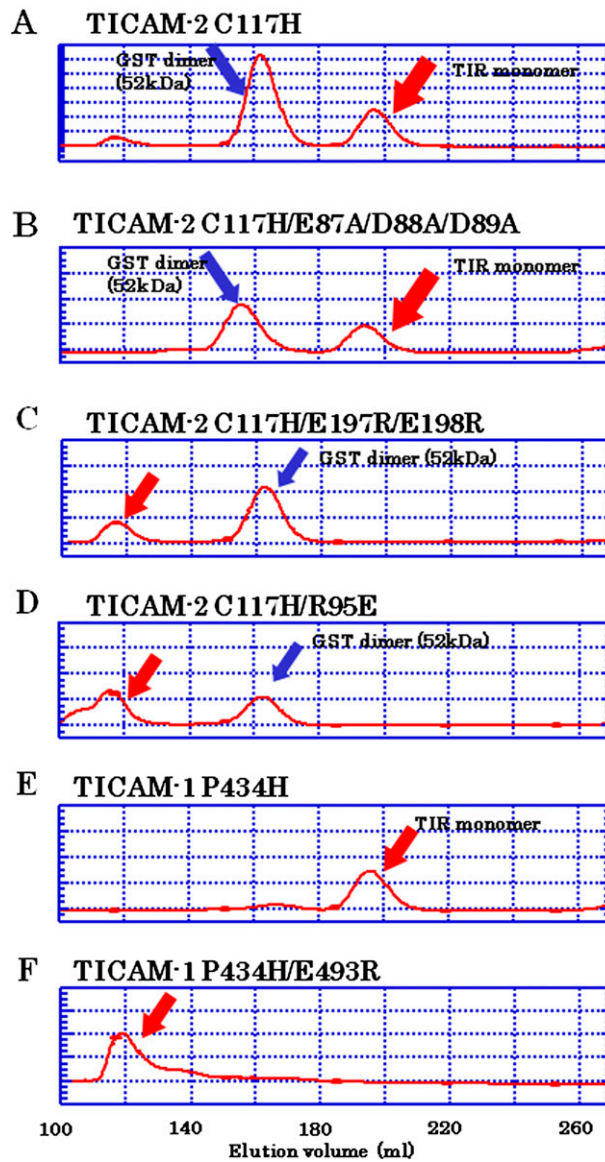 A TICAM-2 C117H
GST dimer
(52kDa)
TIR monomer
B TICAM-2 C117H/E87A/D88A/D89A
GST dimer
(52kDa)
TIR monomer
C TICAM-2 C117H/E197R/E198R
GST dimer (52kDa)
D TICAM-2 C117H/R95E
GST dimer (52kDa)
E TICAM-1 P434H
TIR monomer
F TICAM-1 P434H/E493R
100 140 180 220 260
Elution volume (ml)